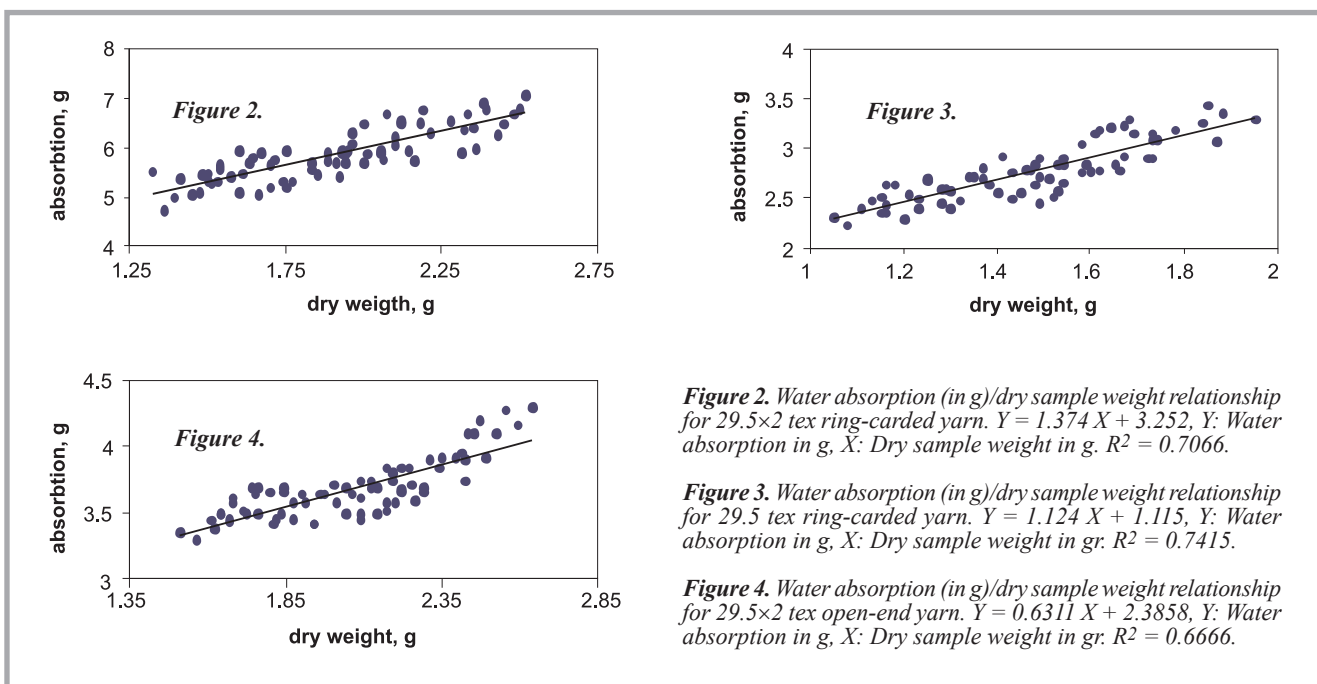 8
7
6
5
4
absorbtion, g
Figure 2.
1.25 1.75 2.25 2.75
dry weigth, g
4
3.5
3
2.5
2
absorbtion, g
Figure 3.
1 1.2 1.4 1.6 1.8 2
dry weight, g
4.5
4
3.5
3
absorbtion, g
Figure 4.
1.35 1.85 2.35 2.85
dry weight, g
Figure 2. Water absorption (in g)/dry sample weight relationship
for 29.5×2 tex ring-carded yarn. Y = 1.374 X + 3.252, Y: Water
absorption in g, X: Dry sample weight in g. R² = 0.7066.
Figure 3. Water absorption (in g)/dry sample weight relationship
for 29.5 tex ring-carded yarn. Y = 1.124 X + 1.115, Y: Water
absorption in g, X: Dry sample weight in gr. R² = 0.7415.
Figure 4. Water absorption (in g)/dry sample weight relationship
for 29.5×2 tex open-end yarn. Y = 0.6311 X + 2.3858, Y: Water
absorption in g, X: Dry sample weight in gr. R² = 0.6666.